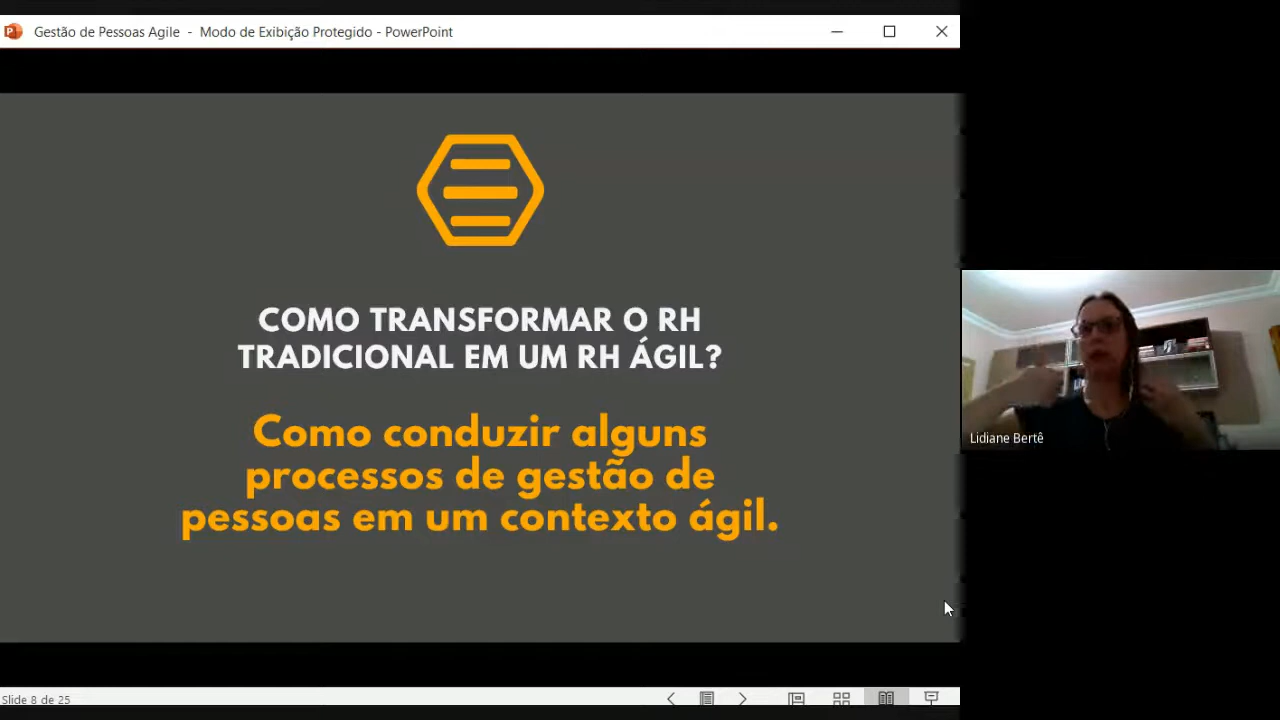 Gestão de Pessoas Agile - Modo de Exibição Protegido - PowerPoint
COMO TRANSFORMAR O RH
TRADICIONAL EM UM RH ÁGIL?
Como conduzir alguns
processos de gestão de
pessoas em um contexto ágil.
Lidiane Bertê
Slide 8 de 25